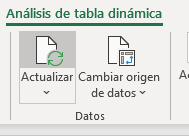 Análisis de tabla dinámica
Actualizar
Cambiar origen
de datos
Datos